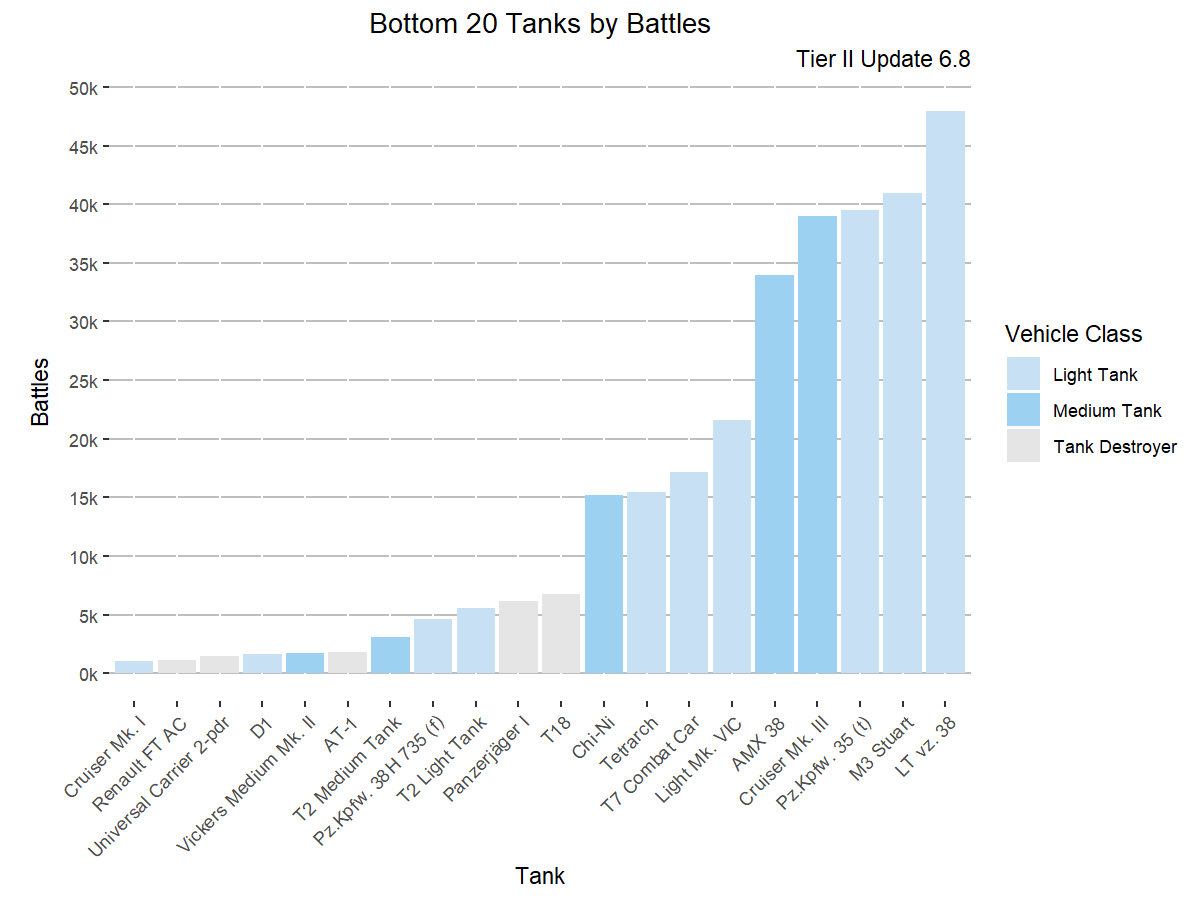 Bottom 20 Tanks by Battles
Tier II Update 6.8
50k
45k
40k
35k
30k
25k
20k
15k
10k
5k
0k
Battles
Cruiser Mk. I
Renault FT AC
Universal Carrier 2-pdr
D1
Vickers Medium Mk. II
AT-1
T2 Medium Tank
Pz.Kpfw. 38H 735 (f)
T2 Light Tank
Panzerjäger I
T18
Chi-Ni
Tetrarch
T7 Combat Car
Light Mk. VIC
AMX 38
Cruiser Mk. III
Pz.Kpfw. 35 (t)
M3 Stuart
LT vz. 38
Tank
Vehicle Class
Light Tank
Medium Tank
Tank Destroyer